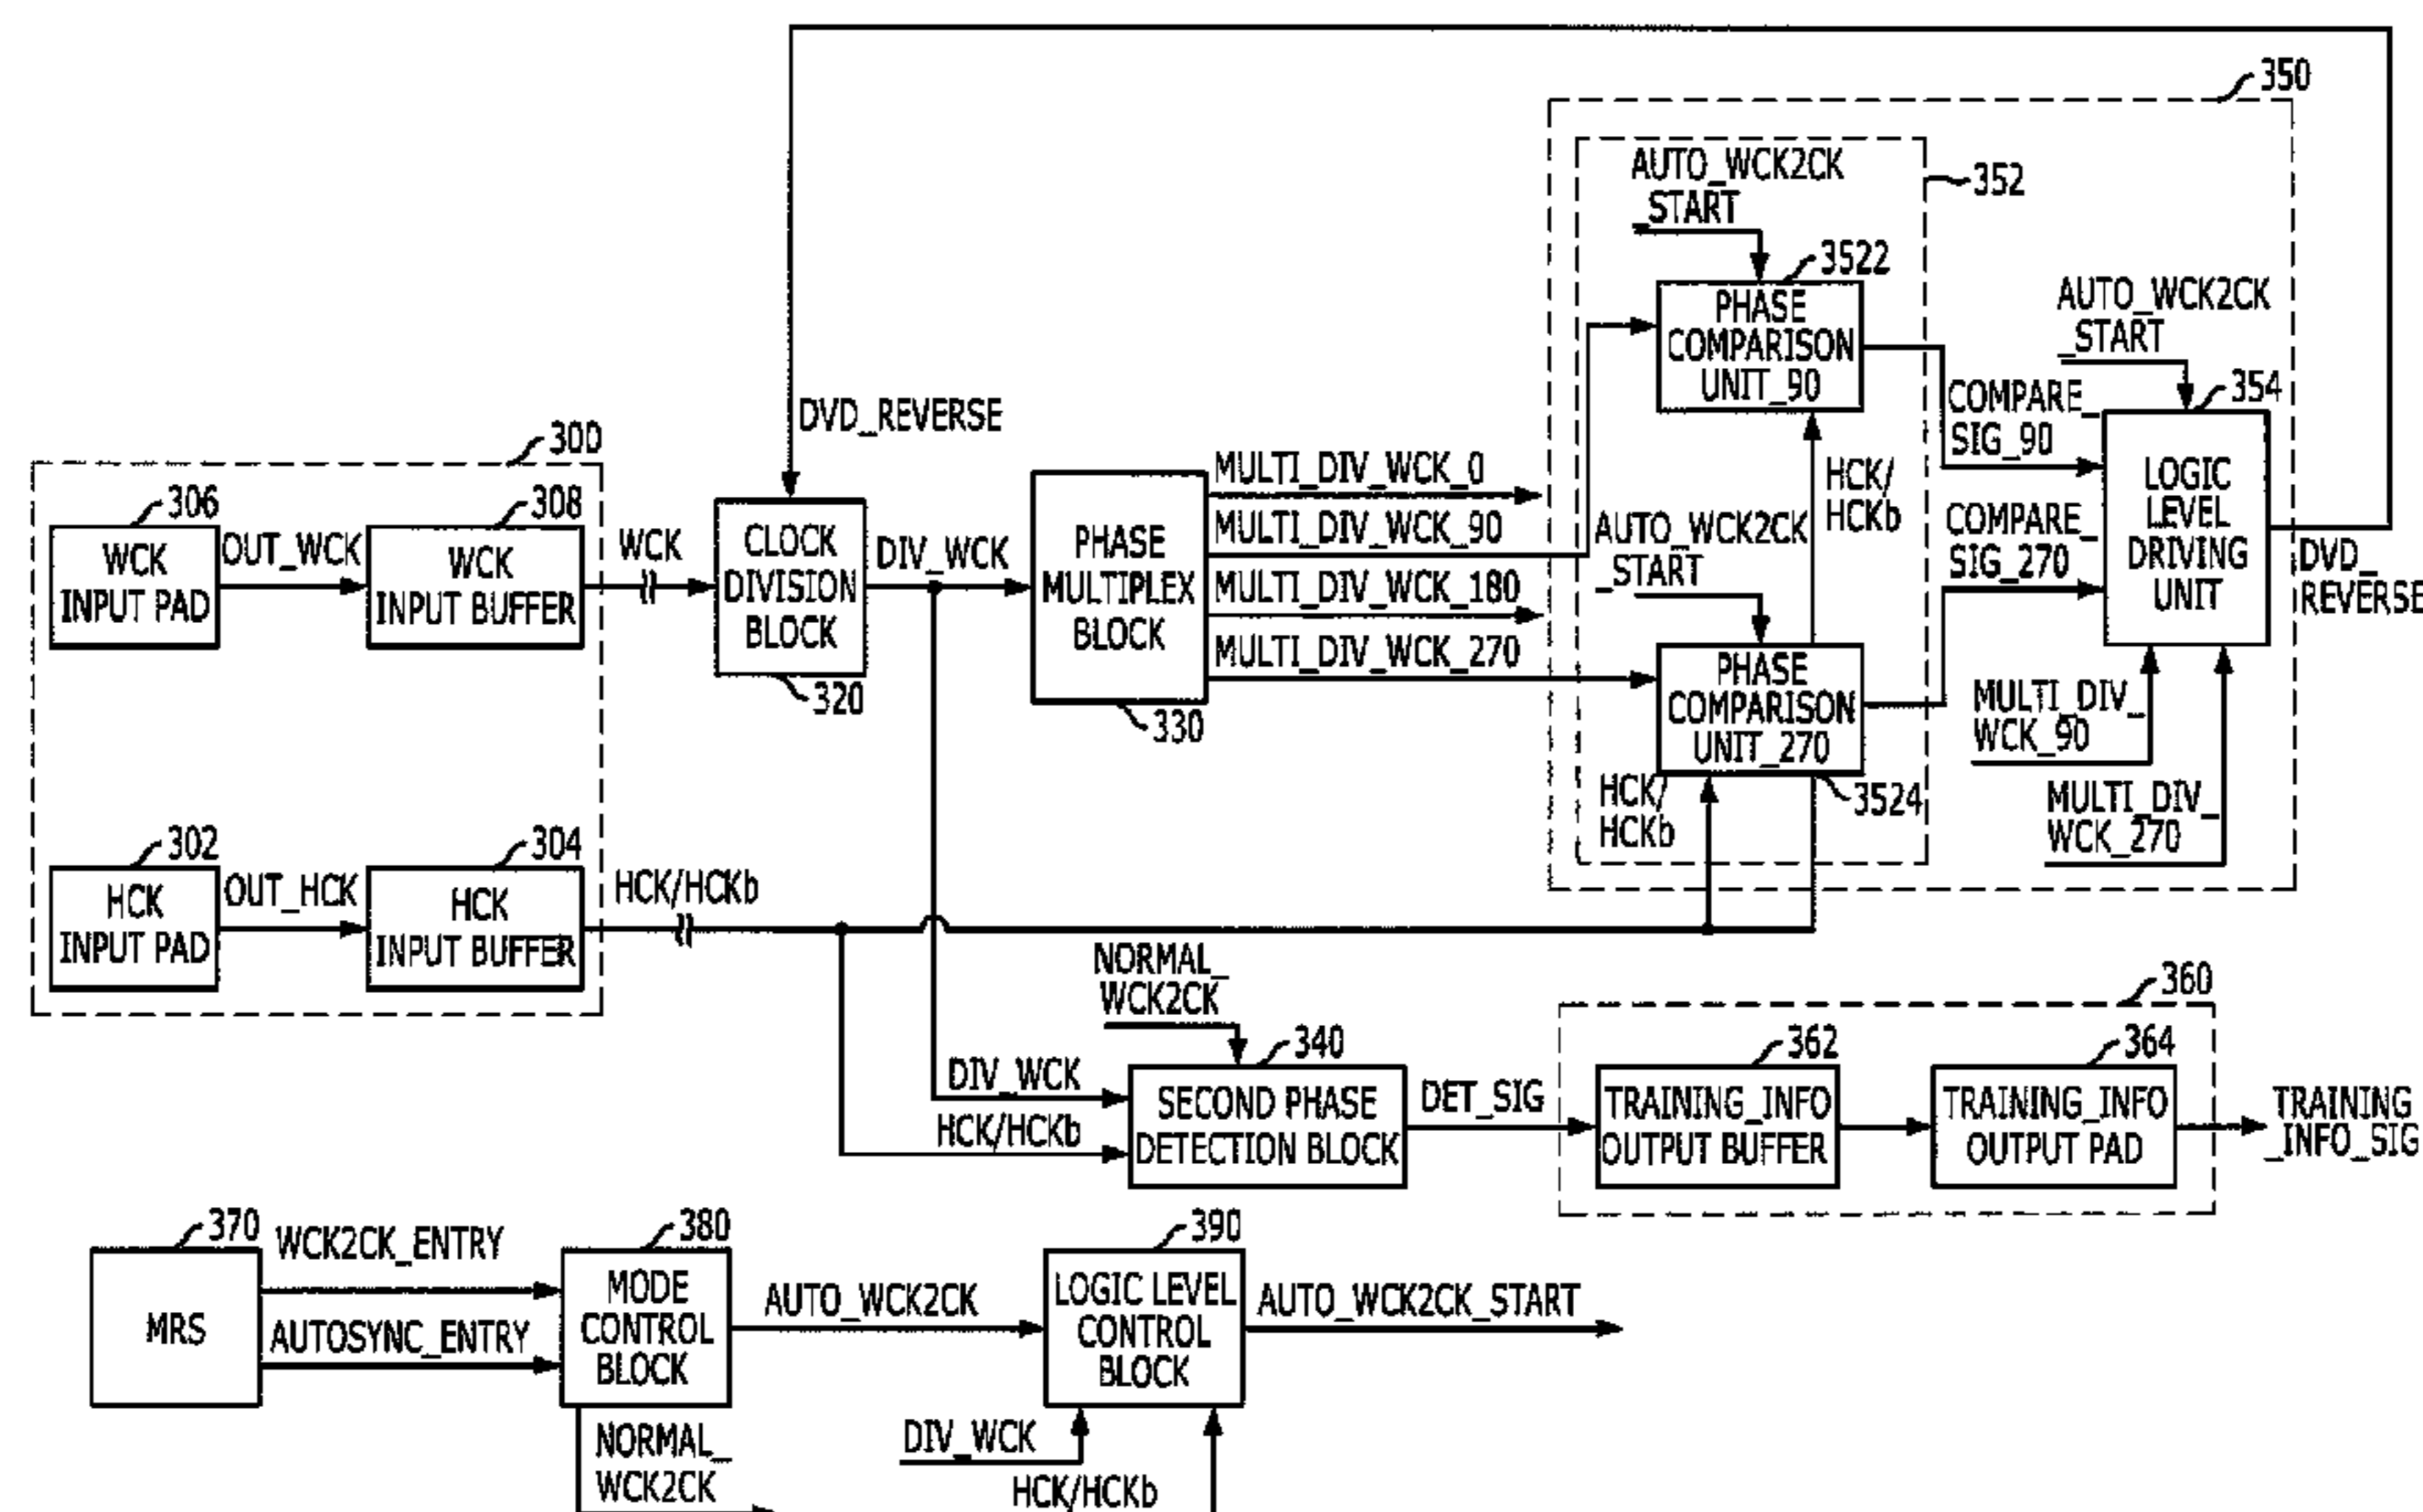 350
AUTO_WCK2CK
_START
352
3522
PHASE
COMPARISON
UNIT_90
AUTO_WCK2CK
_START
354
COMPARE_
SIG_90
LOGIC
LEVEL
DRIVING
UNIT
DVD_REVERSE
300
306
WCK
INPUT PAD
OUT_WCK
308
WCK
INPUT BUFFER
WCK
CLOCK
DIVISION
BLOCK
320
DIV_WCK
PHASE
MULTIPLEX
BLOCK
330
MULTI_DIV_WCK_0
MULTI_DIV_WCK_90
MULTI_DIV_WCK_180
MULTI_DIV_WCK_270
HCK/
HCKb
AUTO_WCK2CK
_START
COMPARE_
SIG_270
DVD_
REVERSE
PHASE
COMPARISON
UNIT_270
3524
HCK/
HCKb
MULTI_DIV_
WCK_90
MULTI_DIV_
WCK_270
302
HCK
INPUT PAD
OUT_HCK
304
HCK
INPUT BUFFER
HCK/HCKb
NORMAL_
WCK2CK
340
DIV_WCK
HCK/HCKb
SECOND PHASE
DETECTION BLOCK
DET_SIG
360
362
TRAINING_INFO
OUTPUT BUFFER
364
TRAINING_INFO
OUTPUT PAD
TRAINING
_INFO_SIG
370
MRS
WCK2CK_ENTRY
AUTOSYNC_ENTRY
380
MODE
CONTROL
BLOCK
AUTO_WCK2CK
390
LOGIC LEVEL
CONTROL
BLOCK
AUTO_WCK2CK_START
NORMAL_
WCK2CK
DIV_WCK
HCK/HCKb